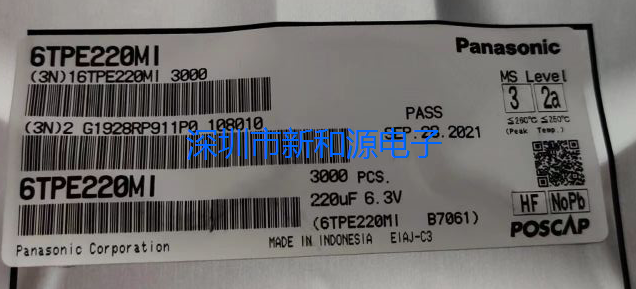 6TPE220MI
Panasonic
(3N)16TPE220MI 3000
MS Level
3 2a
PASS
≦260℃ ≦250℃
(Peak Temp.)
(3N)2 G1928RP911P0 108010
SEP.29.2021
深圳市新和源电子
6TPE220MI
3000 PCS.
220uF 6.3V
HF NoPb
(6TPE220MI B7061)
POSCAP
MADE IN INDONESIA EIAJ-C3
Panasonic Corporation